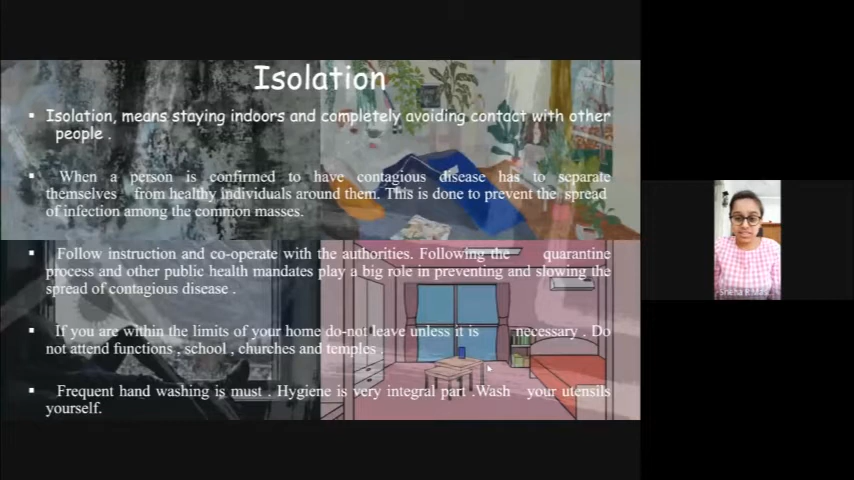 Isolation
▪ Isolation, means staying indoors and completely avoiding contact with other
people .
▪ When a person is confirmed to have contagious disease has to separate
themselves from healthy individuals around them. This is done to prevent the spread
of infection among the common masses.
▪ Follow instruction and co-operate with the authorities. Following the quarantine
process and other public health mandates play a big role in preventing and slowing the
spread of contagious disease .
▪ If you are within the limits of your home do-not leave unless it is necessary . Do
not attend functions , school , churches and temples .
▪ Frequent hand washing is must . Hygiene is very integral part .Wash your utensils
yourself.